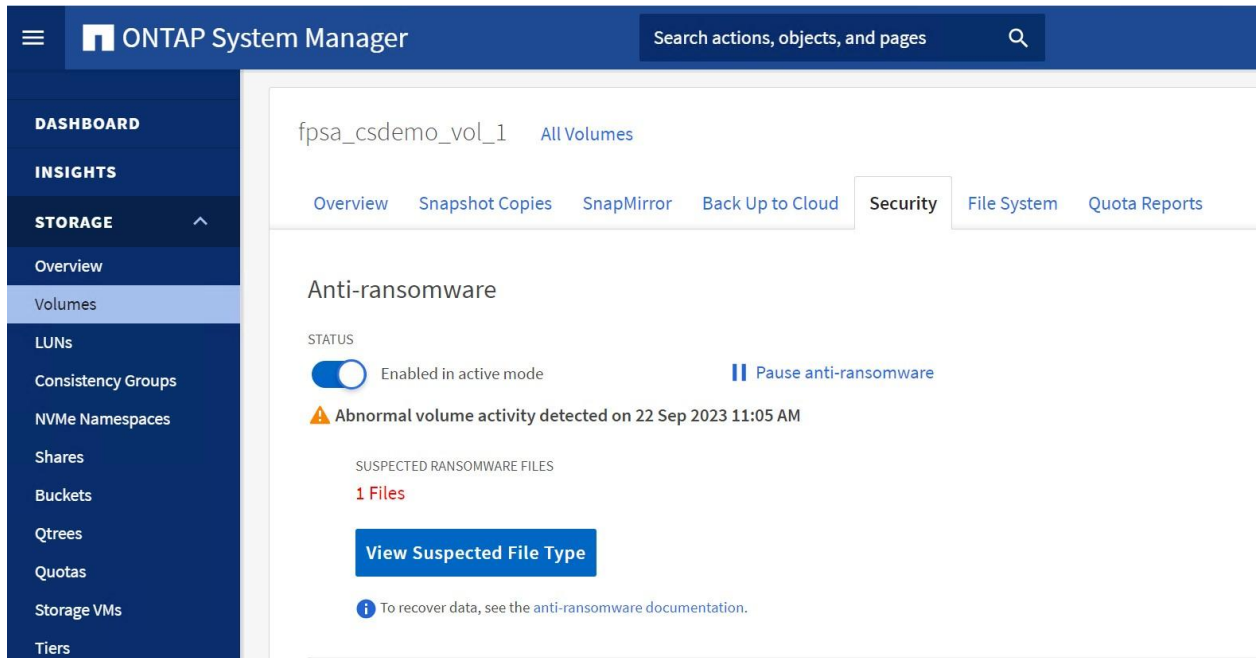 ONTAP System Manager
Search actions, objects, and pages
DASHBOARD
INSIGHTS
STORAGE
Overview
Volumes
LUNs
Consistency Groups
NVMe Namespaces
Shares
Buckets
Qtrees
Quotas
Storage VMs
Tiers
fpsa_csdemo_vol_1 All Volumes
Overview Snapshot Copies SnapMirror Back Up to Cloud Security File System Quota Reports
Anti-ransomware
STATUS
Enabled in active mode Pause anti-ransomware
Abnormal volume activity detected on 22 Sep 2023 11:05 AM
SUSPECTED RANSOMWARE FILES
1 Files
View Suspected File Type
To recover data, see the anti-ransomware documentation.